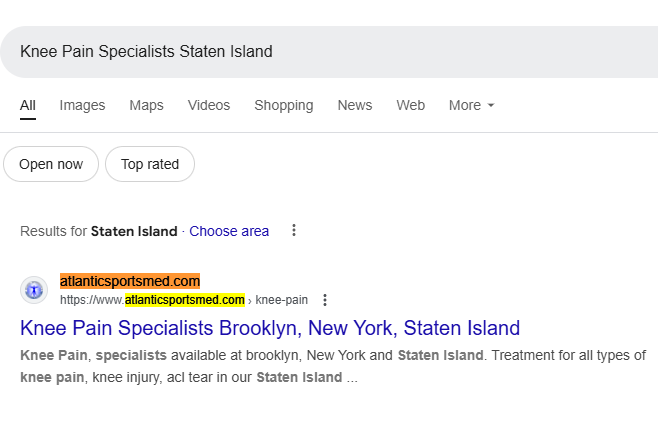 Knee Pain Specialists Staten Island
All Images Maps Videos Shopping News Web More
Open now Top rated
Results for Staten Island · Choose area
atlanticsportsmed.com
https://www.atlanticsportsmed.com › knee-pain
Knee Pain Specialists Brooklyn, New York, Staten Island
Knee Pain, specialists available at brooklyn, New York and Staten Island. Treatment for all types of
knee pain, knee injury, acl tear in our Staten Island ...